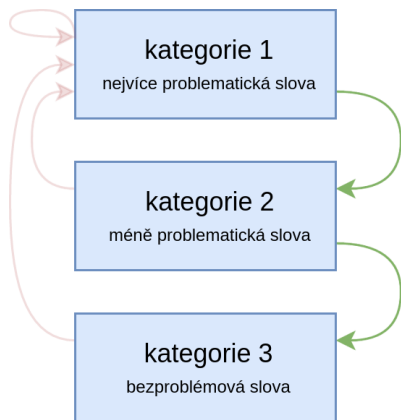 kategorie 1
nejvíce problematická slova
kategorie 2
méně problematická slova
kategorie 3
bezproblémová slova